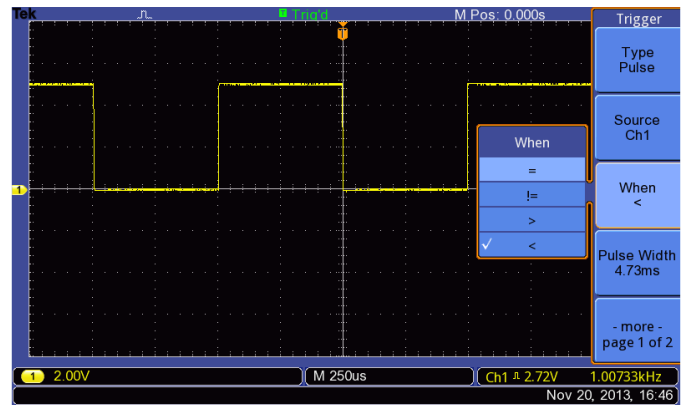 Tek
T Trig'd
M Pos: 0.000s
T
1
Trigger
Type
Pulse
Source
Ch1
When
<
Pulse Width
4.73ms
- more -
page 1 of 2
When
=
!=
>
✓ <
1 2.00V
M 250us
Ch1 2.72V
1.00733kHz
Nov 20, 2013, 16:46